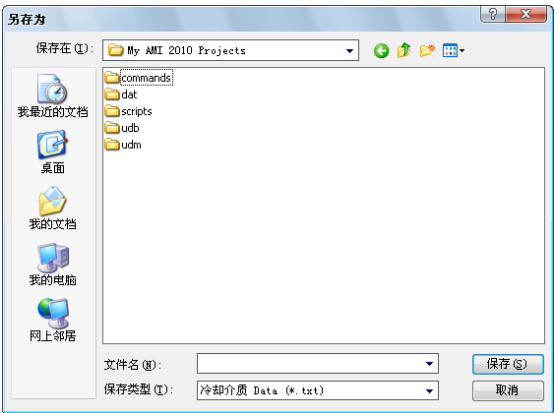 另存为
保存在(I):
My AMI 2010 Projects
我最近的文档
桌面
我的文档
我的电脑
网上邻居
commands
dat
scripts
udb
udm
文件名(N):
保存(S)
保存类型(T):
冷却介质 Data (*.txt)
取消